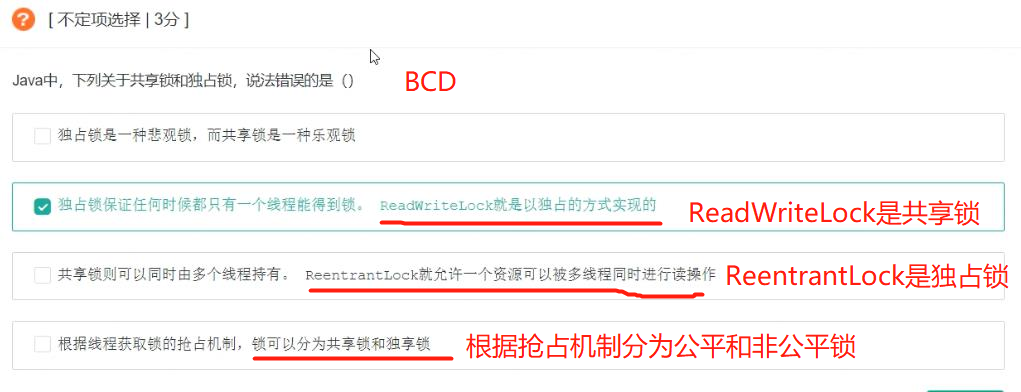 ? [ 不定项选择 | 3分 ]
Java中，下列关于共享锁和独占锁，说法错误的是（） BCD
独占锁是一种悲观锁，而共享锁是一种乐观锁
独占锁保证任何时候都只有一个线程能得到锁。 ReadWriteLock就是以独占的方式实现的 ReadWriteLock是共享锁
共享锁则可以同时由多个线程持有。 ReentrantLock就允许一个资源可以被多线程同时进行读操作 ReentrantLock是独占锁
根据线程获取锁的抢占机制，锁可以分为共享锁和独享锁 根据抢占机制分为公平和非公平锁